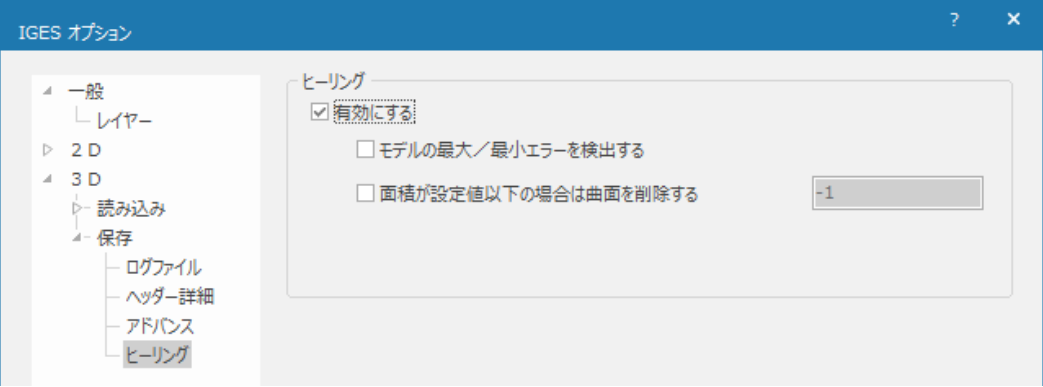 IGES オプション
?
×
一般
レイヤー
2 D
3 D
読み込み
保存
ログファイル
ヘッダー詳細
アドバンス
ヒーリング
ヒーリング
有効にする
モデルの最大／最小エラーを検出する
面積が設定値以下の場合は曲面を削除する
-1